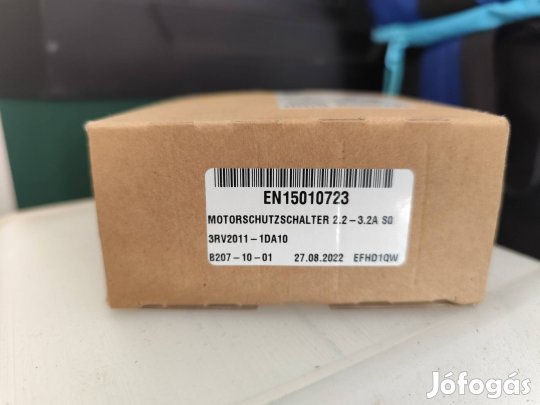 EN15010723
MOTORSCHUTZSCHALTER 2.2-3.2A S0
3RV2011-1DA10
B207-10-01 27.08.2022 EFHD1QW
Jófogás